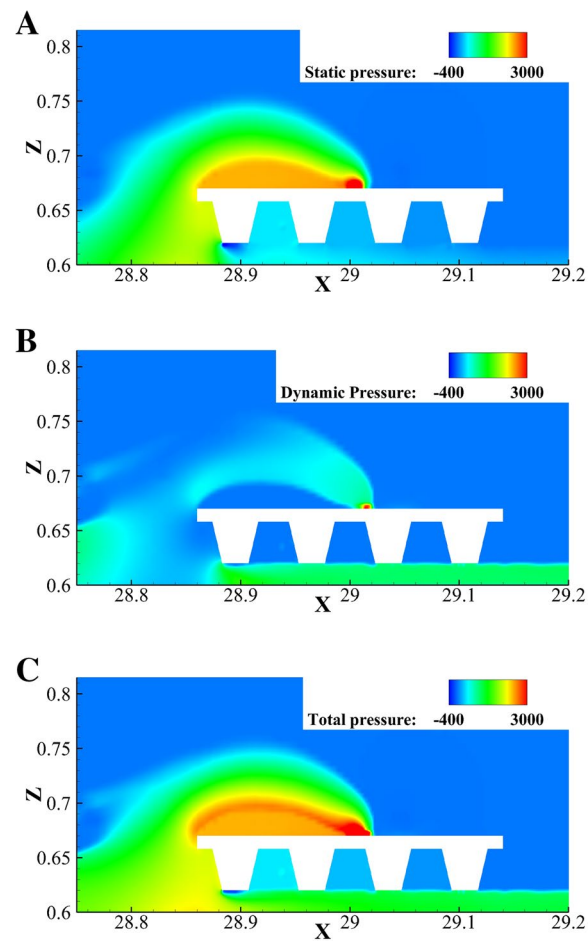 A
Static pressure: -400 3000
0.8
0.75
Z
0.7
0.65
0.6
28.8 28.9 29 29.1 29.2
X
B
Dynamic Pressure: -400 3000
0.8
0.75
Z
0.7
0.65
0.6
28.8 28.9 29 29.1 29.2
X
C
Total pressure: -400 3000
0.8
0.75
Z
0.7
0.65
0.6
28.8 28.9 29 29.1 29.2
X